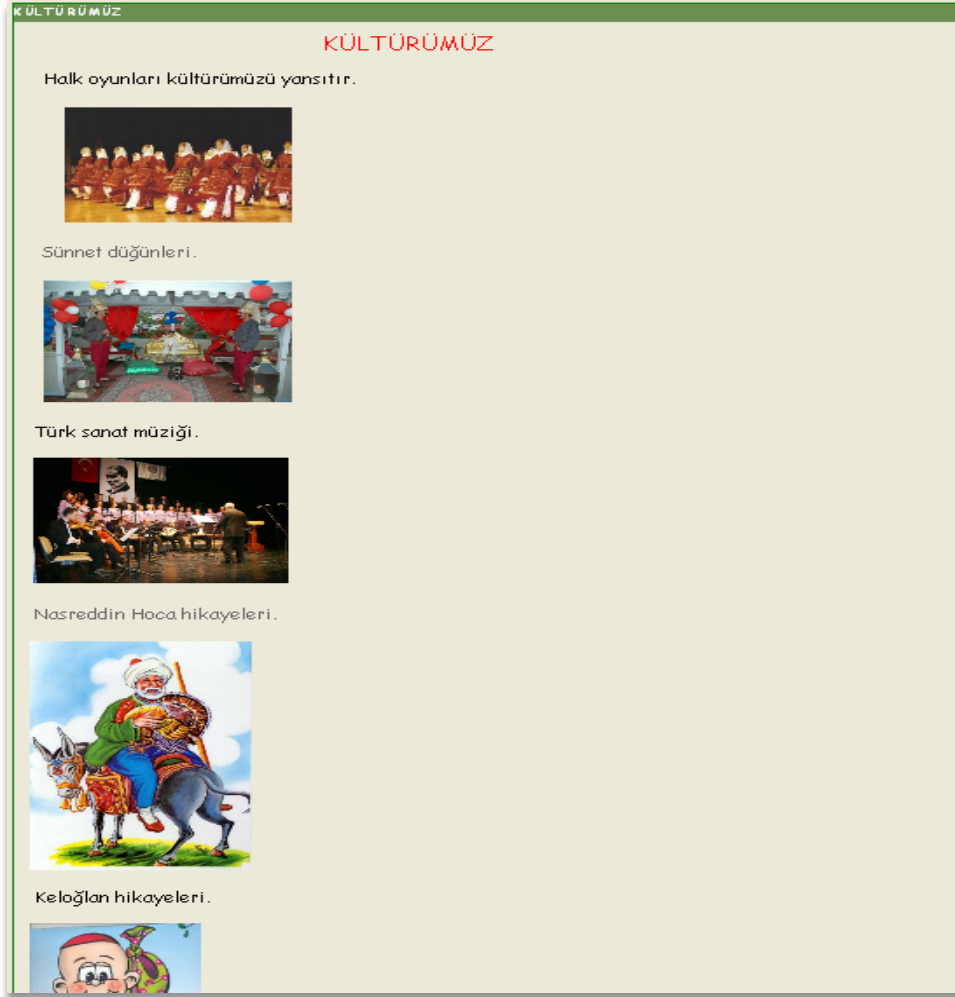 KÜLTÜRÜMÜZ
KÜLTÜRÜMÜZ
Halk oyunları kültürümüzü yansıtır.
Sünnet düğünleri.
Türk sanat müziği.
Nasreddin Hoca hikayeleri.
Keloğlan hikayeleri.